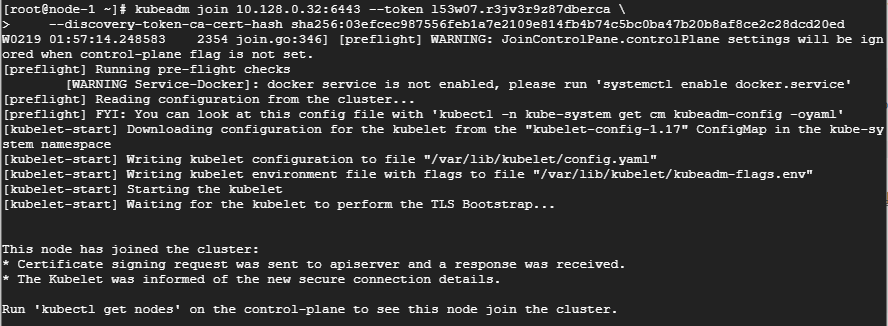 [root@node-1 ~]# kubeadm join 10.128.0.32:6443 --token l53w07.r3jv3r9z87dberca \
>     --discovery-token-ca-cert-hash sha256:03efcec987556feb1a7e2109e814fb4b74c5bc0ba47b20b8af8ce2c28dcd20ed
W0219 01:57:14.248583    2354 join.go:346] [preflight] WARNING: JoinControlPane.controlPlane settings will be ign
ored when control-plane flag is not set.
[preflight] Running pre-flight checks
        [WARNING Service-Docker]: docker service is not enabled, please run 'systemctl enable docker.service'
[preflight] Reading configuration from the cluster...
[preflight] FYI: You can look at this config file with 'kubectl -n kube-system get cm kubeadm-config -oyaml'
[kubelet-start] Downloading configuration for the kubelet from the "kubelet-config-1.17" ConfigMap in the kube-sy
stem namespace
[kubelet-start] Writing kubelet configuration to file "/var/lib/kubelet/config.yaml"
[kubelet-start] Writing kubelet environment file with flags to file "/var/lib/kubelet/kubeadm-flags.env"
[kubelet-start] Starting the kubelet
[kubelet-start] Waiting for the kubelet to perform the TLS Bootstrap...
This node has joined the cluster:
* Certificate signing request was sent to apiserver and a response was received.
* The Kubelet was informed of the new secure connection details.
Run 'kubectl get nodes' on the control-plane to see this node join the cluster.